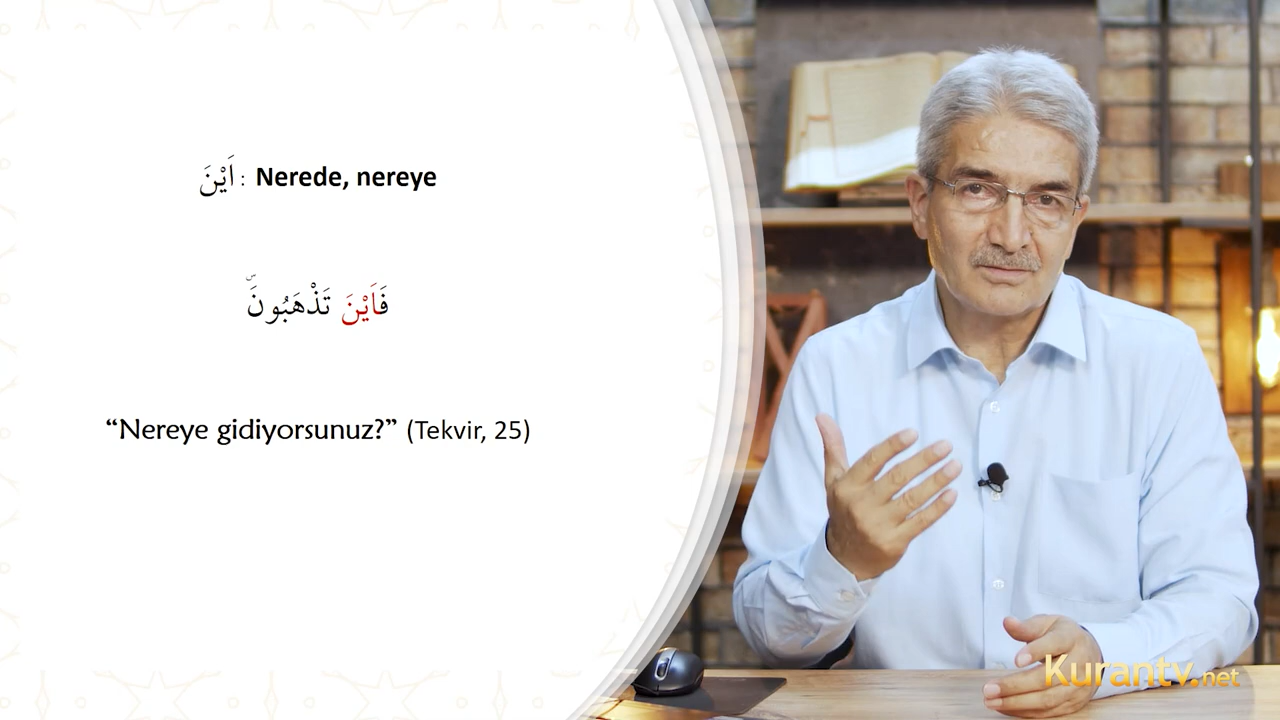 اَيْنَ : Nerede, nereye
فَاَيْنَ تَذْهَبُونَۜ
“Nereye gidiyorsunuz?” (Tekvir, 25)
Kurantv.net